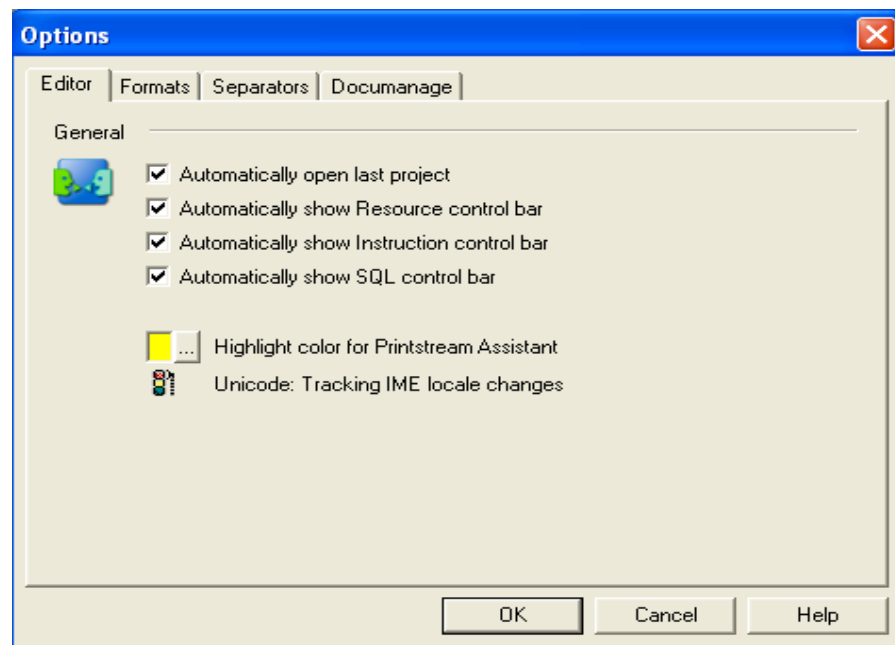 Options
Editor Formats Separators Documanage
General
Automatically open last project
Automatically show Resource control bar
Automatically show Instruction control bar
Automatically show SQL control bar
... Highlight color for Printstream Assistant
Unicode: Tracking IME locale changes
OK Cancel Help